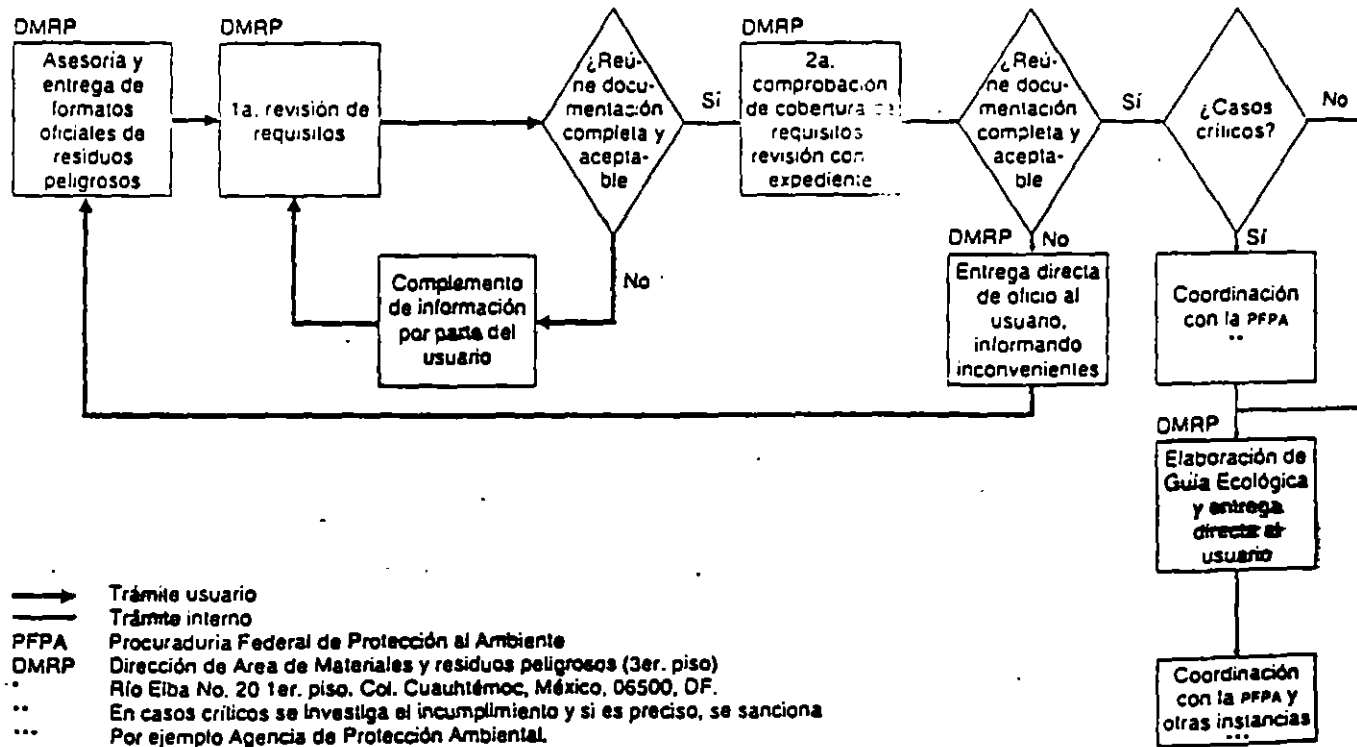 DMRP
Asesoría y
entrega de
formatos
oficiales de
residuos
peligrosos
DMRP
1a. revisión de
requisitos
¿Reú-
ne docu-
mentación
completa y
acepta-
ble
Sí
No
Complemento
de información
por parte del
usuario
DMRP
2a.
comprobación
de cobertura de
requisitos
revisión con
expediente
¿Reú-
ne docu-
mentación
completa y
acepta-
ble
Sí
DMRP
No
Entrega directa
de oficio al
usuario,
informando
inconvenientes
¿Casos
críticos?
No
Sí
Coordinación
con la PFPA
**
DMRP
Elaboración de
Guia Ecológica
y entrega
directa al
usuario
Coordinación
con la PFPA y
otras instancias
***
Trámite usuario
Trámite interno
PFPA Procuraduria Federal de Protección al Ambiente
DMRP Dirección de Area de Materiales y residuos peligrosos (3er. piso)
* Río Elba No. 20 1er. piso. Col. Cuauhtémoc, México, 06500, DF.
** En casos críticos se investiga el incumplimiento y si es preciso, se sanciona
*** Por ejemplo Agencia de Protección Ambiental.